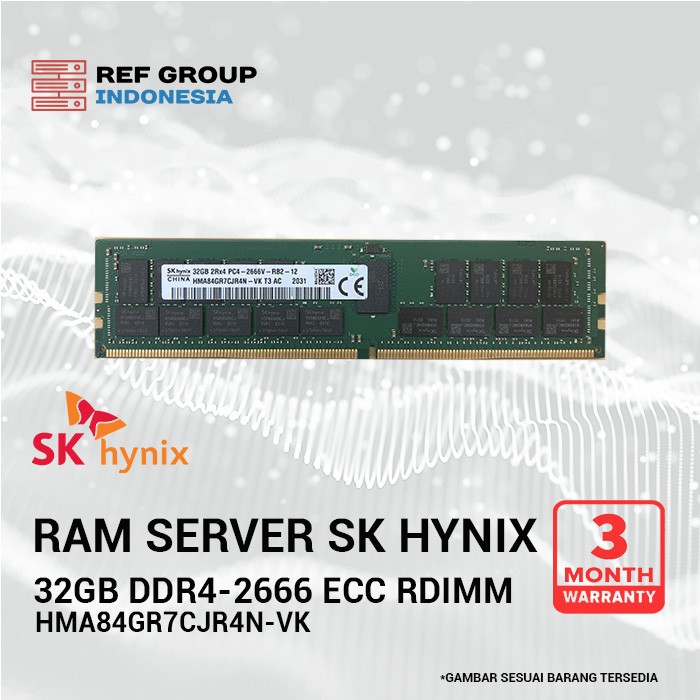 REF GROUP
INDONESIA
SK hynix 32GB 2Rx4 PC4-2666V-RB2-12
CHINA HMA84GR7CJR4N-VK T3 AC 2031
SK hynix
RAM SERVER SK HYNIX
32GB DDR4-2666 ECC RDIMM
HMA84GR7CJR4N-VK
3
MONTH
WARRANTY
*GAMBAR SESUAI BARANG TERSEDIA